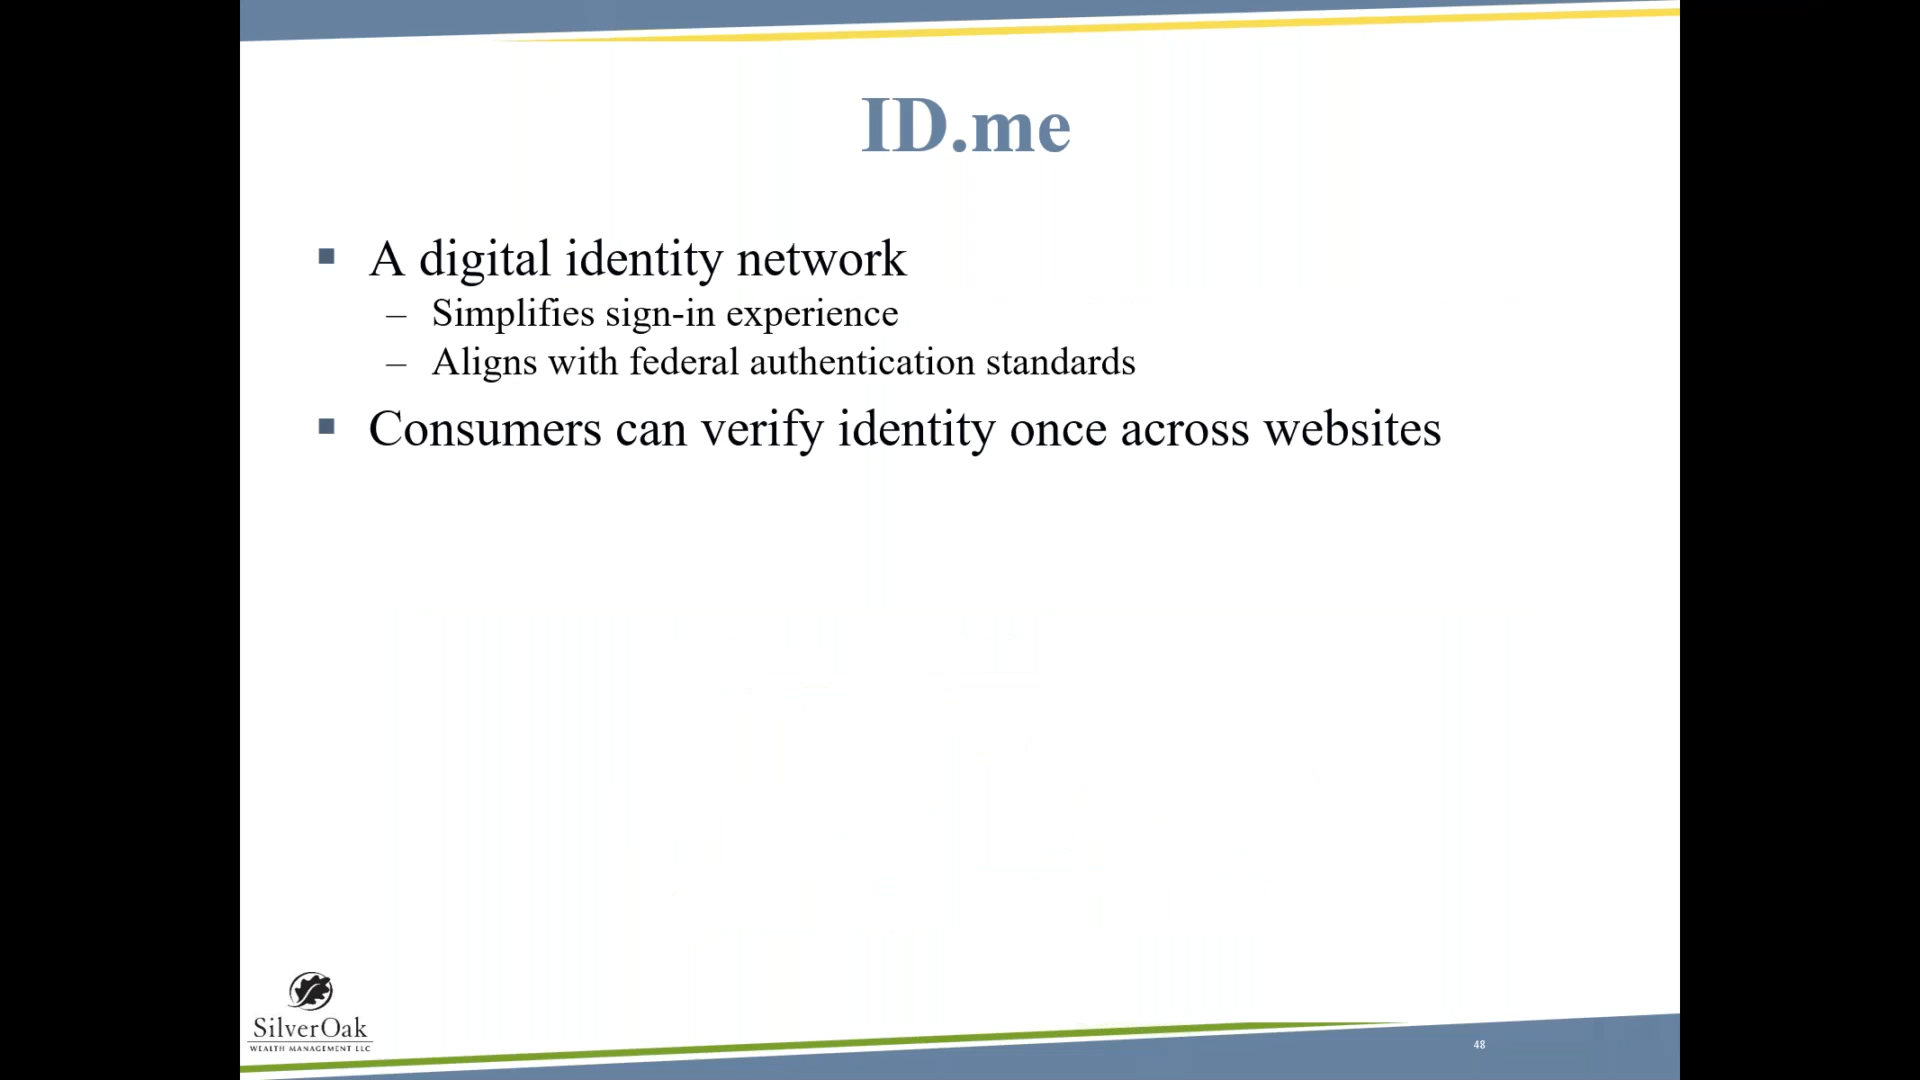 ID.me
▪ A digital identity network
– Simplifies sign-in experience
– Aligns with federal authentication standards
▪ Consumers can verify identity once across websites
SilverOak
WEALTH MANAGEMENT LLC
48